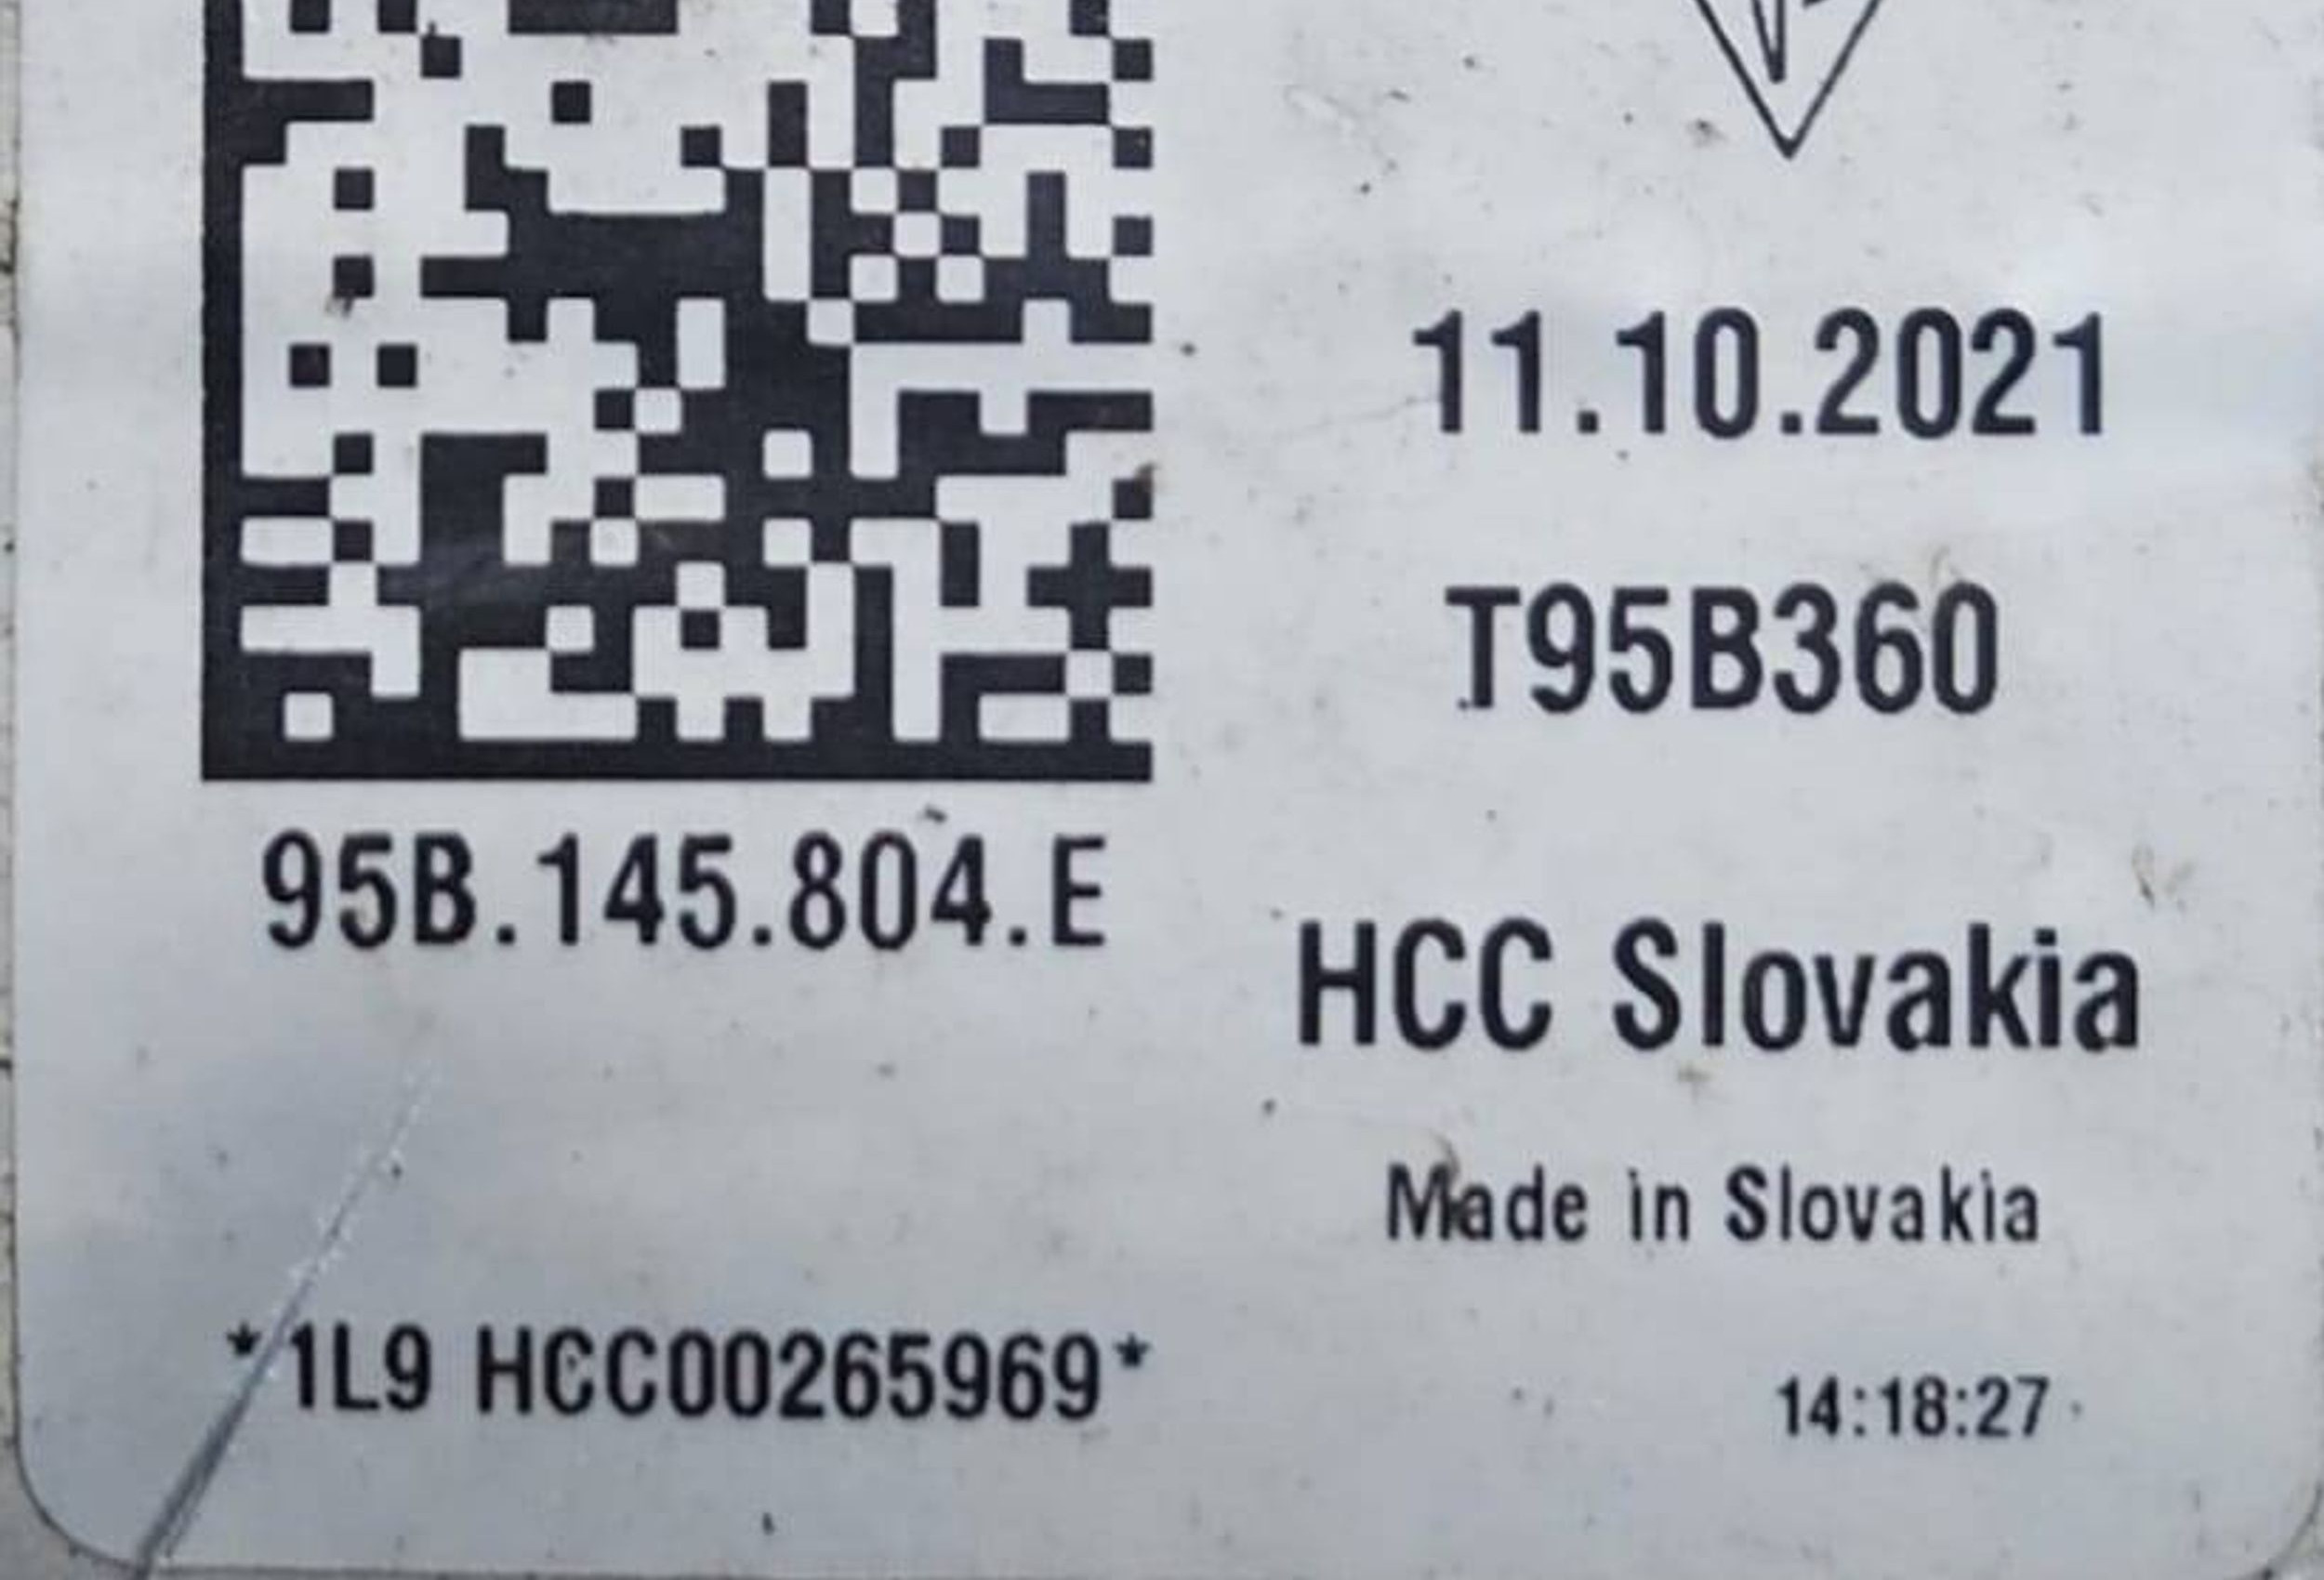 11.10.2021
T95B360
95B.145.804.E
HCC Slovakia
Made in Slovakia
*1L9 HCC00265969*
14:18:27